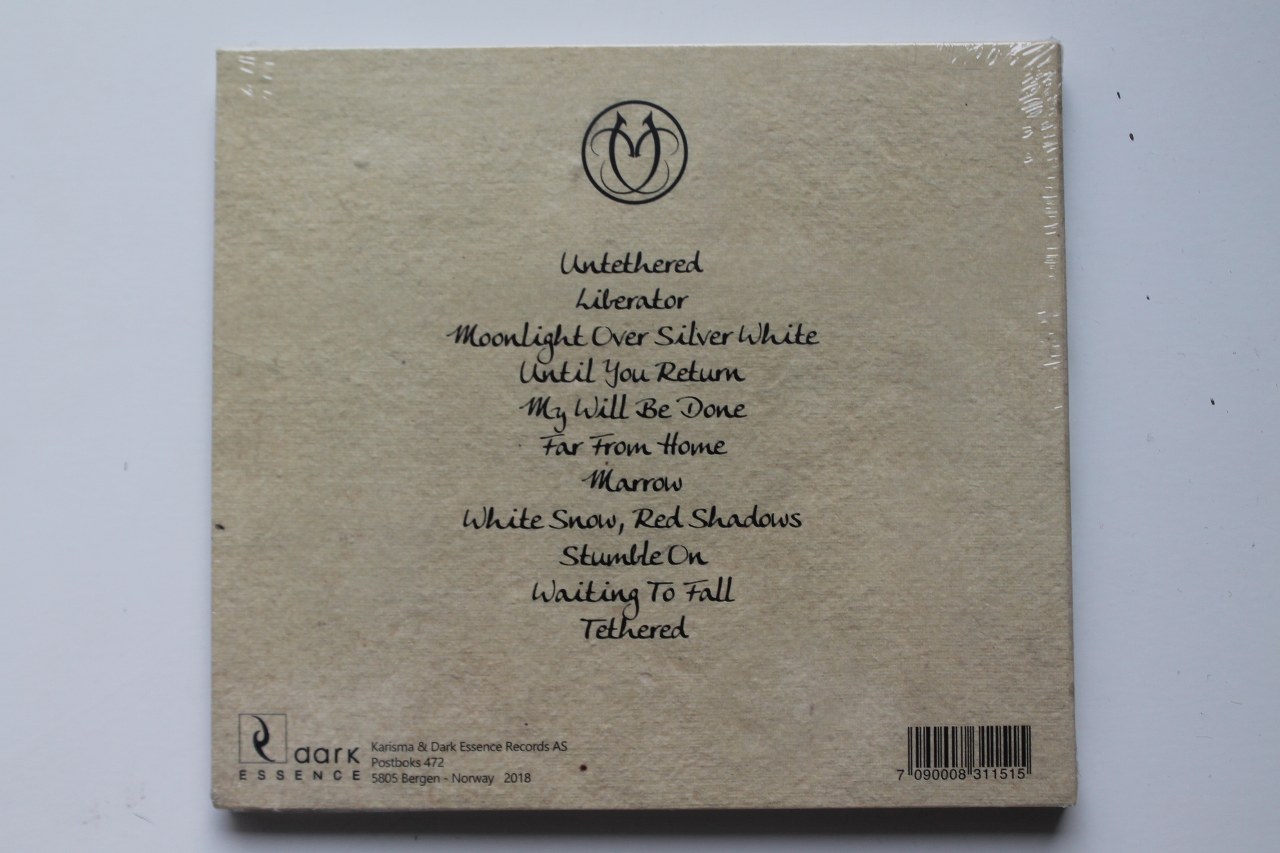 Untethered
Liberator
Moonlight Over Silver White
Until You Return
My Will Be Done
Far From Home
Marrow
White Snow, Red Shadows
Stumble On
Waiting To Fall
Tethered
dark
ESSENCE
Karisma & Dark Essence Records AS
Postboks 472
5805 Bergen - Norway 2018
7 090008 311515